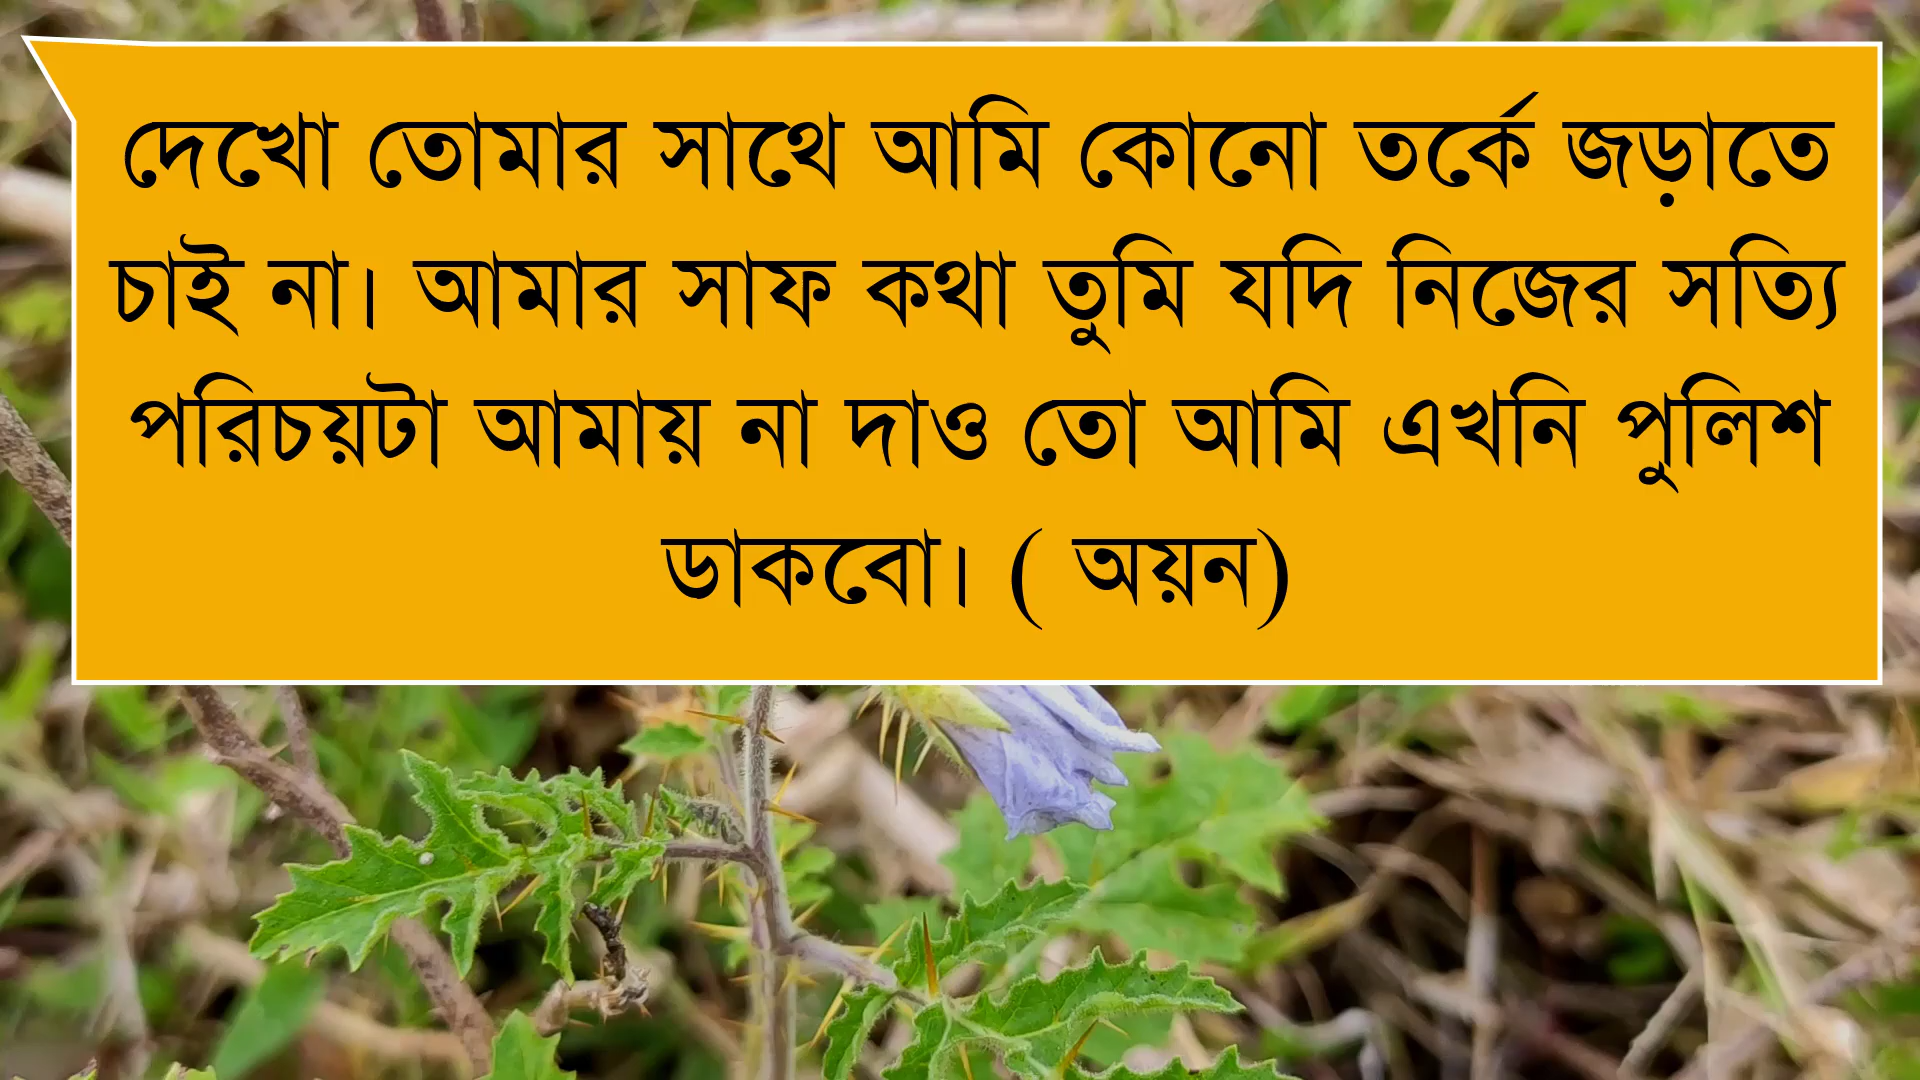 দেখো তোমার সাথে আমি কোনো তর্কে জড়াতে
চাই না। আমার সাফ কথা তুমি যদি নিজের সত্যি
পরিচয়টা আমায় না দাও তো আমি এখনি পুলিশ
ডাকবো। ( অয়ন)